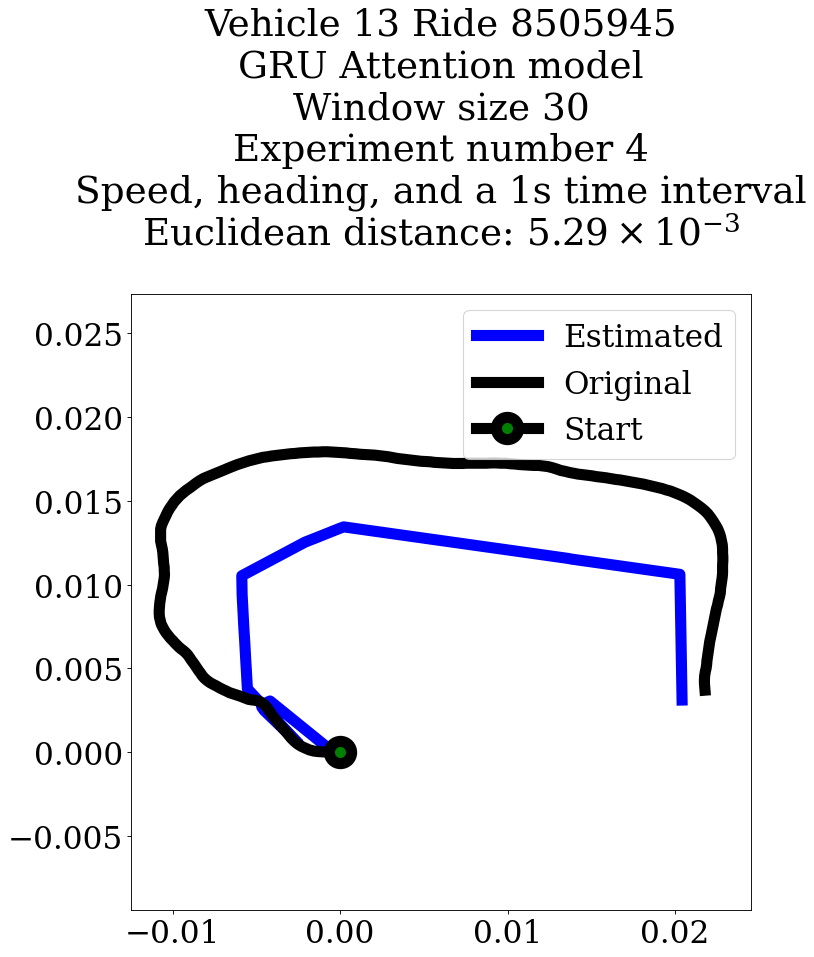 Vehicle 13 Ride 8505945
GRU Attention model
Window size 30
Experiment number 4
Speed, heading, and a 1s time interval
Euclidean distance: 5.29 × 10⁻³
Estimated
Original
Start
0.025
0.020
0.015
0.010
0.005
0.000
−0.005
−0.01 0.00 0.01 0.02